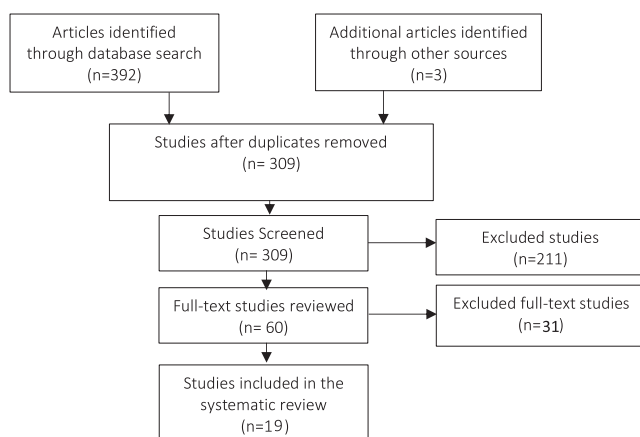 Articles identified
through database search
(n=392)
Additional articles identified
through other sources
(n=3)
Studies after duplicates removed
(n= 309)
Studies Screened
(n= 309)
Excluded studies
(n=211)
Full-text studies reviewed
(n= 60)
Excluded full-text studies
(n=31)
Studies included in the
systematic review
(n=19)